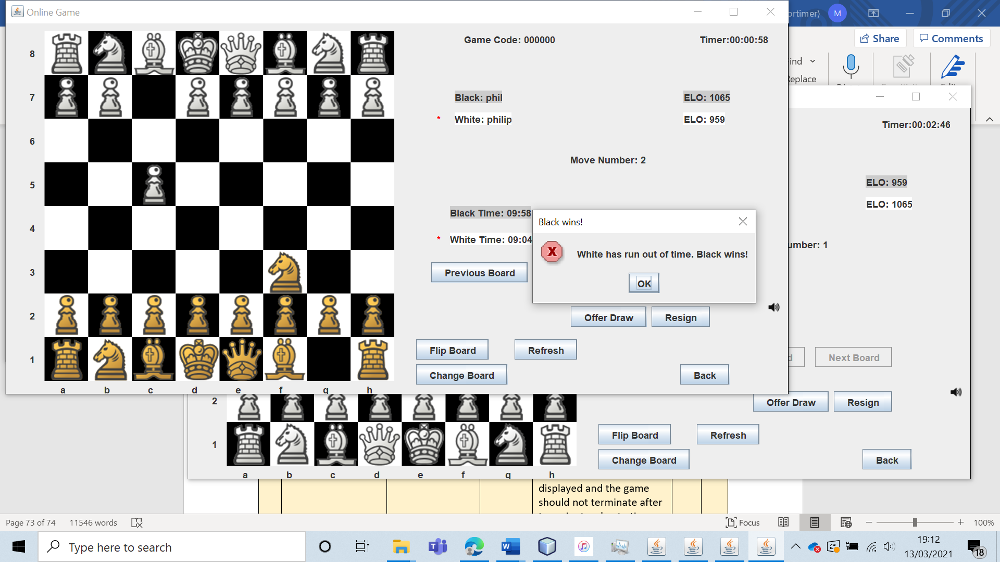 Online Game
ortimer)
M
Share
Comments
ind
eplace
Game Code: 000000
Timer:00:00:58
8
7
6
5
4
3
2
1
a b c d e f g h
Black: phil
ELO: 1065
* White: philip
ELO: 959
Move Number: 2
Black Time: 09:58
* White Time: 09:04
Black wins!
X
White has run out of time. Black wins!
OK
Previous Board
Offer Draw
Resign
Flip Board
Refresh
Change Board
Back
Timer:00:02:46
ELO: 959
ELO: 1065
umber: 1
d
Next Board
Offer Draw
Resign
2
1
Flip Board
Refresh
Change Board
Back
a b c d e f g h
displayed and the game
should not terminate after
Page 73 of 74
11546 words
Focus
100%
Type here to search
19:12
13/03/2021
18